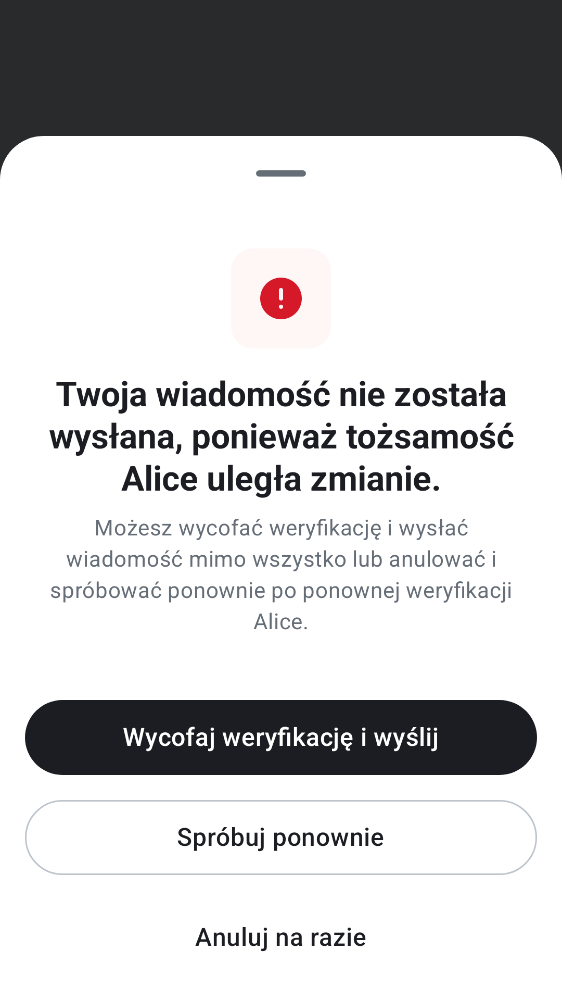 Twoja wiadomość nie została
wysłana, ponieważ tożsamość
Alice uległa zmianie.
Możesz wycofać weryfikację i wysłać
wiadomość mimo wszystko lub anulować i
spróbować ponownie po ponownej weryfikacji
Alice.
Wycofaj weryfikację i wyślij
Spróbuj ponownie
Anuluj na razie